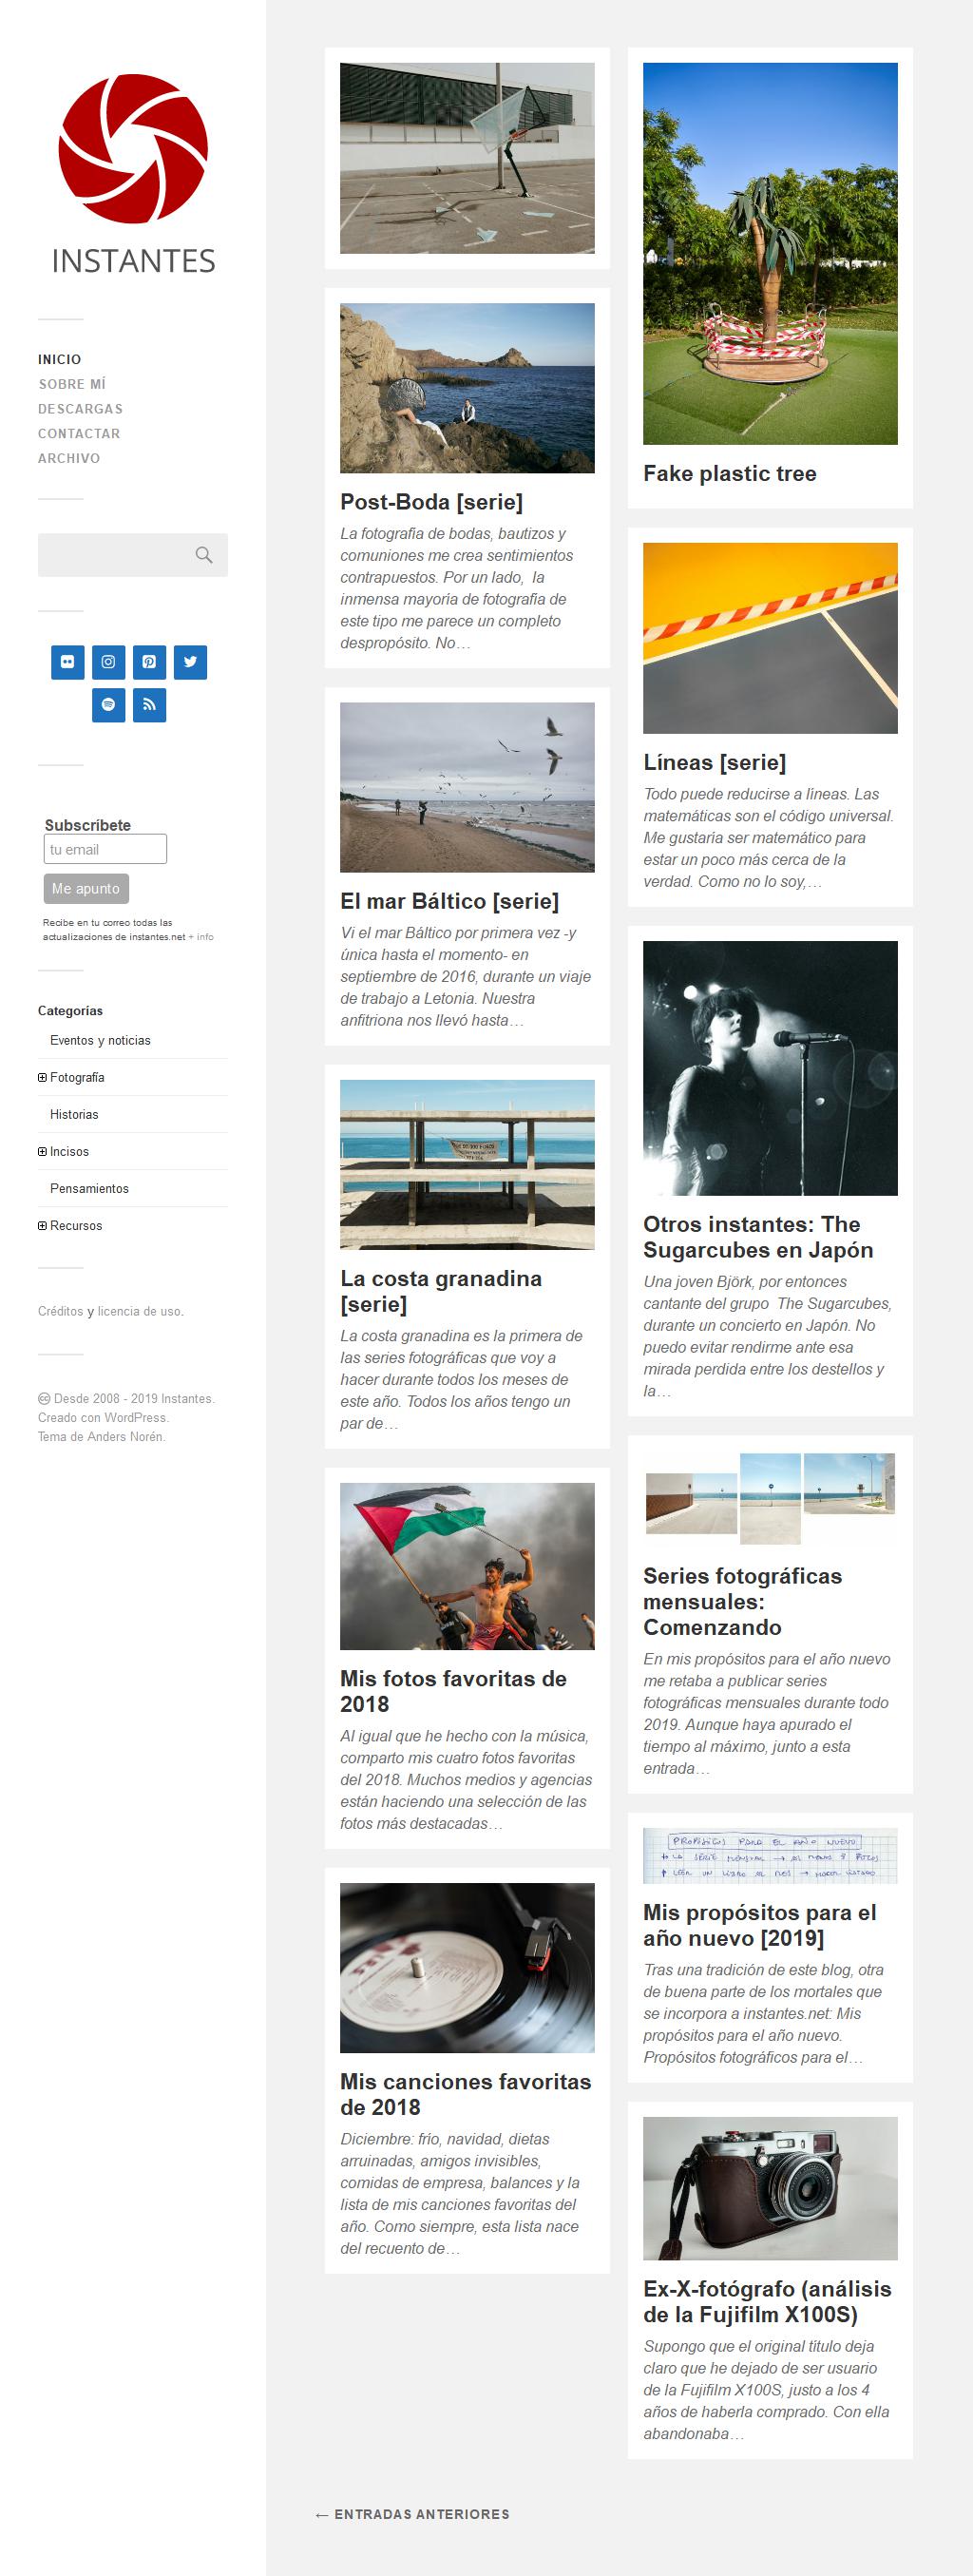 INSTANTES
INICIO
SOBRE MÍ
DESCARGAS
CONTACTAR
ARCHIVO
Subscríbete
tu email
Me apunto
Recibe en tu correo todas las
actualizaciones de instantes.net + info
Categorías
Eventos y noticias
Fotografía
Historias
Incisos
Pensamientos
Recursos
Créditos y licencia de uso.
Desde 2008 - 2019 Instantes.
Creado con WordPress.
Tema de Anders Norén.
Post-Boda [serie]
La fotografía de bodas, bautizos y
comuniones me crea sentimientos
contrapuestos. Por un lado,  la
inmensa mayoría de fotografía de
este tipo me parece un completo
despropósito. No…
El mar Báltico [serie]
Vi el mar Báltico por primera vez -y
única hasta el momento- en
septiembre de 2016, durante un viaje
de trabajo a Letonia. Nuestra
anfitriona nos llevó hasta…
La costa granadina
[serie]
La costa granadina es la primera de
las series fotográficas que voy a
hacer durante todos los meses de
este año. Todos los años tengo un
par de…
Mis fotos favoritas de
2018
Al igual que he hecho con la música,
comparto mis cuatro fotos favoritas
del 2018. Muchos medios y agencias
están haciendo una selección de las
fotos más destacadas…
Mis canciones favoritas
de 2018
Diciembre: frío, navidad, dietas
arruinadas, amigos invisibles,
comidas de empresa, balances y la
lista de mis canciones favoritas del
año. Como siempre, esta lista nace
del recuento de…
Fake plastic tree
Líneas [serie]
Todo puede reducirse a líneas. Las
matemáticas son el código universal.
Me gustaría ser matemático para
estar un poco más cerca de la
verdad. Como no lo soy,…
Otros instantes: The
Sugarcubes en Japón
Una joven Björk, por entonces
cantante del grupo  The Sugarcubes,
durante un concierto en Japón. No
puedo evitar rendirme ante esa
mirada perdida entre los destellos y
la…
Series fotográficas
mensuales:
Comenzando
En mis propósitos para el año nuevo
me retaba a publicar series
fotográficas mensuales durante todo
2019. Aunque haya apurado el
tiempo al máximo, junto a esta
entrada…
PROPÓSITOS PARA EL AÑO NUEVO
LA SERIE MENSUAL → AL MENOS
LEER UN LIBRO AL MES →
Mis propósitos para el
año nuevo [2019]
Tras una tradición de este blog, otra
de buena parte de los mortales que
se incorpora a instantes.net: Mis
propósitos para el año nuevo.
Propósitos fotográficos para el…
Ex-X-fotógrafo (análisis
de la Fujifilm X100S)
Supongo que el original título deja
claro que he dejado de ser usuario
de la Fujifilm X100S, justo a los 4
años de haberla comprado. Con ella
abandonaba…
← ENTRADAS ANTERIORES